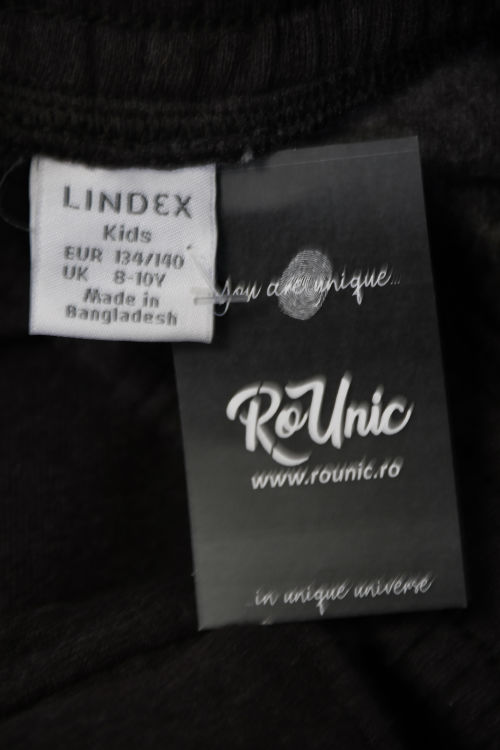 LINDEX
Kids
EUR 134/140
UK 8-10Y
Made in
Bangladesh
You are unique...
RoUnic
www.rounic.ro
...in unique universe